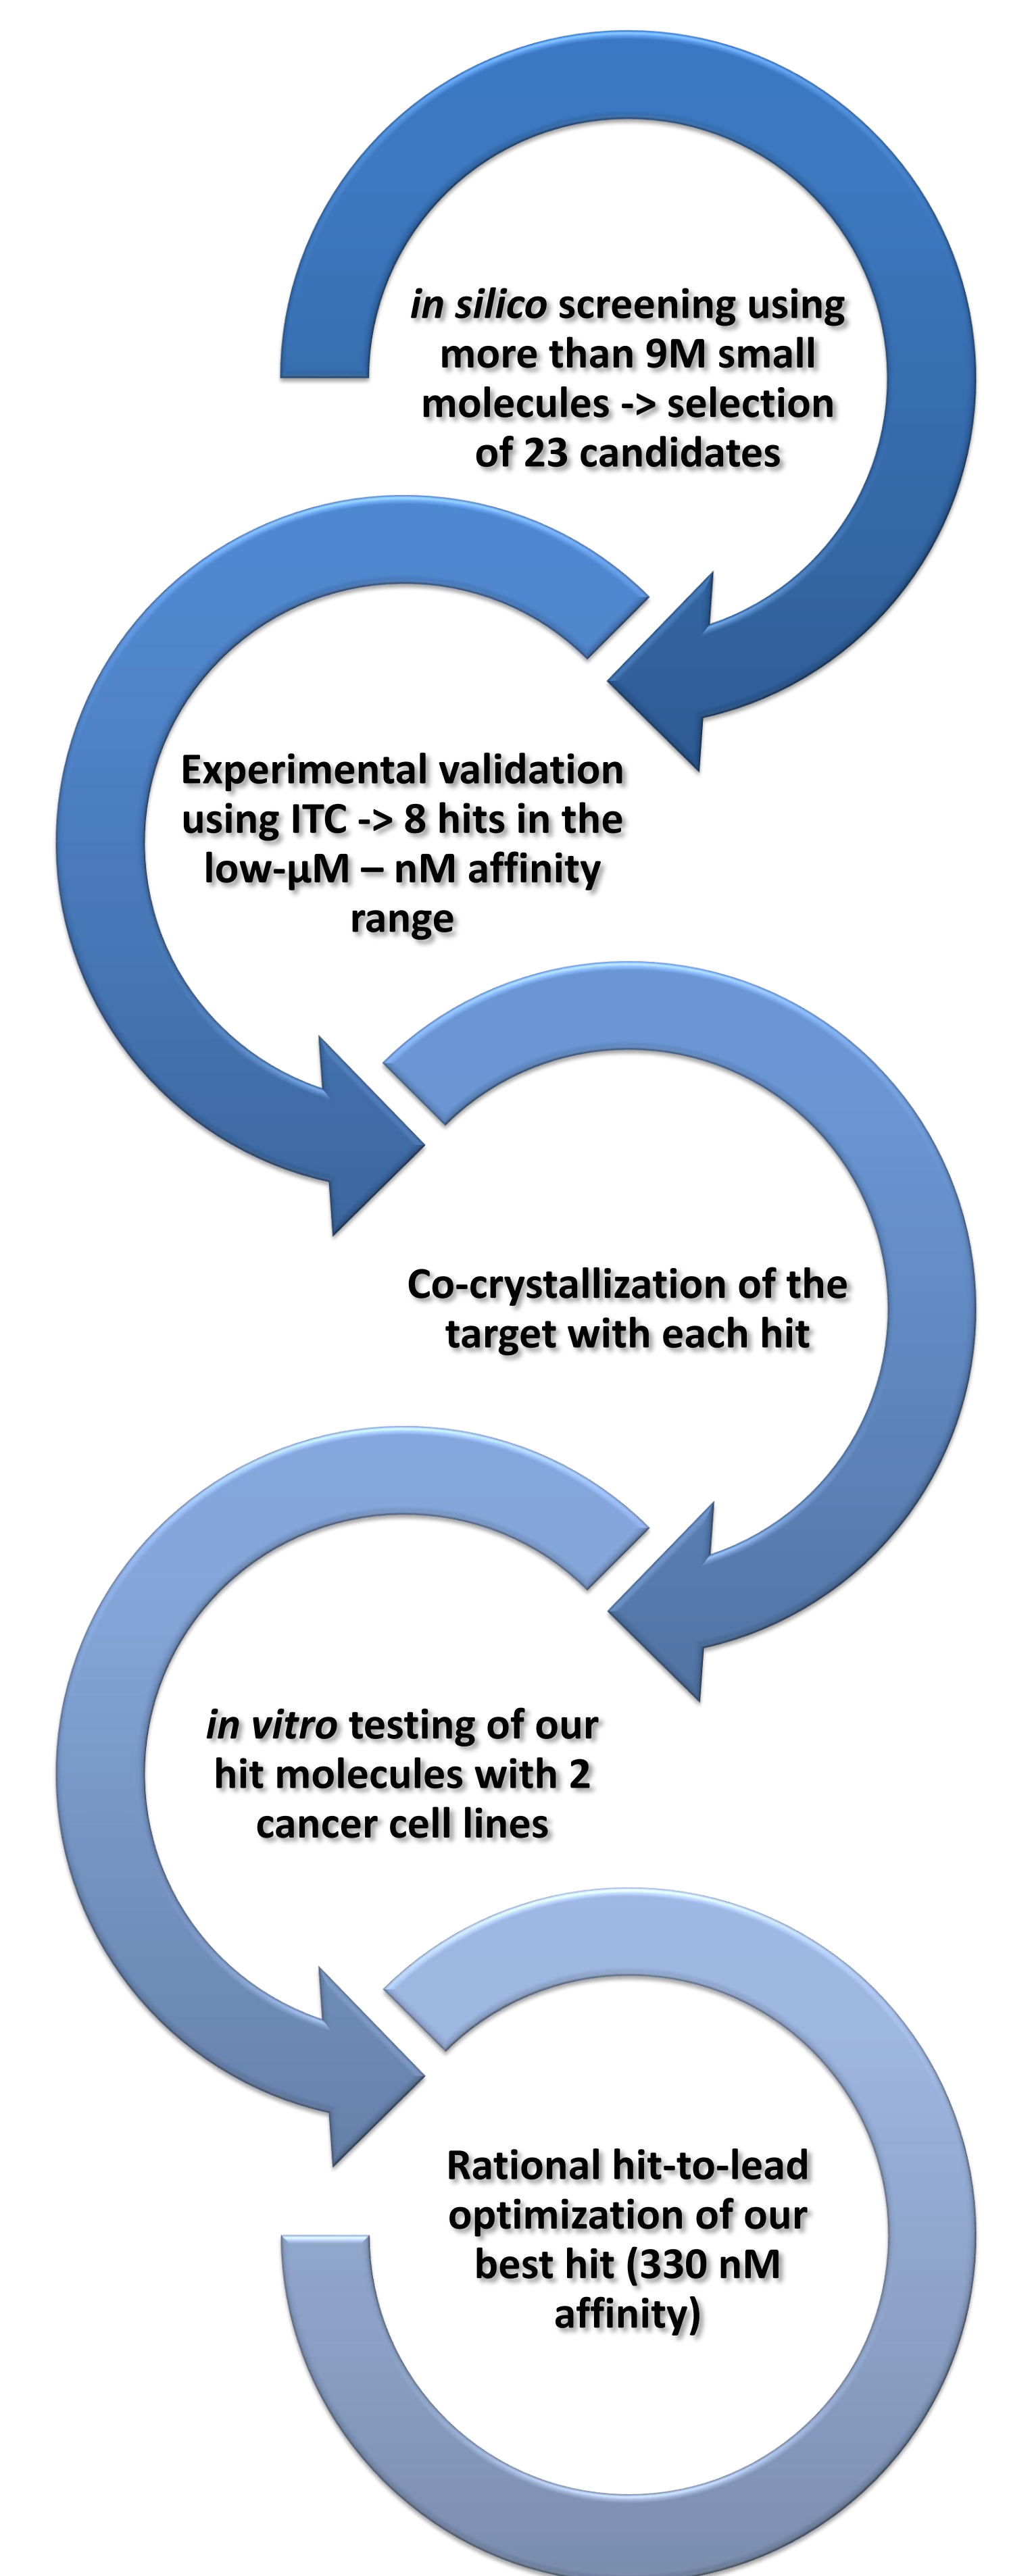 in silico screening using
more than 9M small
molecules -> selection
of 23 candidates
Experimental validation
using ITC -> 8 hits in the
low-µM – nM affinity
range
Co-crystallization of the
target with each hit
in vitro testing of our
hit molecules with 2
cancer cell lines
Rational hit-to-lead
optimization of our
best hit (330 nM
affinity)